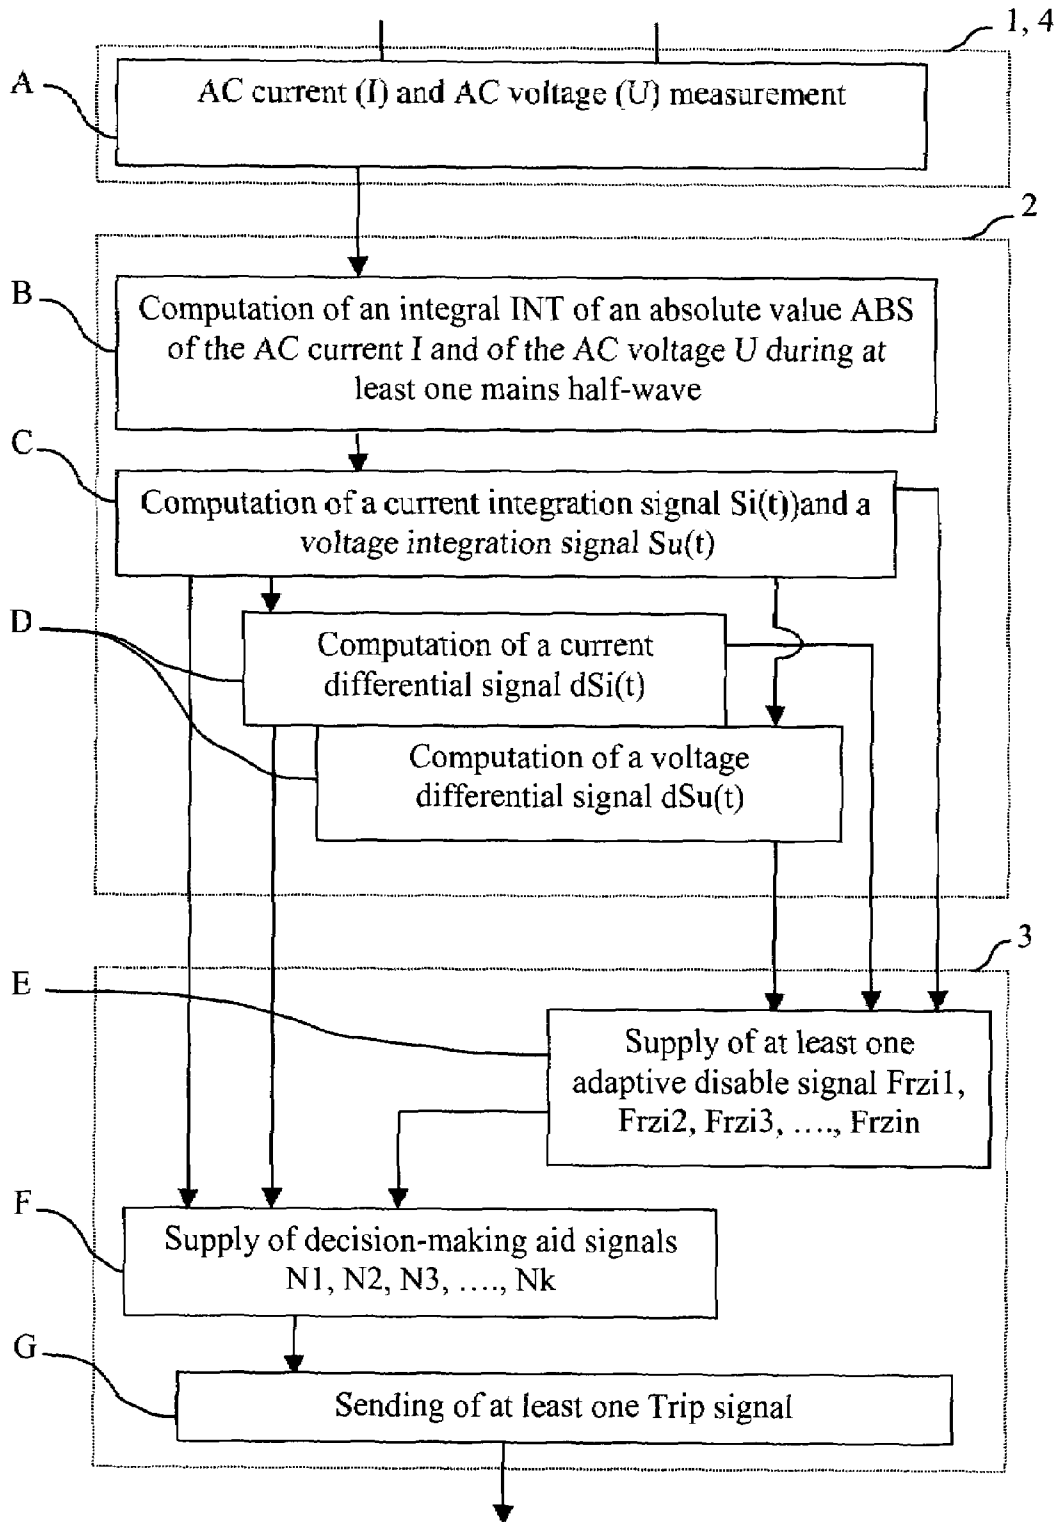 1, 4
A
AC current (I) and AC voltage (U) measurement
2
B
Computation of an integral INT of an absolute value ABS
of the AC current I and of the AC voltage U during at
least one mains half-wave
C
Computation of a current integration signal Si(t))and a
voltage integration signal Su(t)
D
Computation of a current
differential signal dSi(t)
Computation of a voltage
differential signal dSu(t)
3
E
Supply of at least one
adaptive disable signal Frzi1,
Frzi2, Frzi3, ...., Frzin
F
Supply of decision-making aid signals
N1, N2, N3, ...., Nk
G
Sending of at least one Trip signal